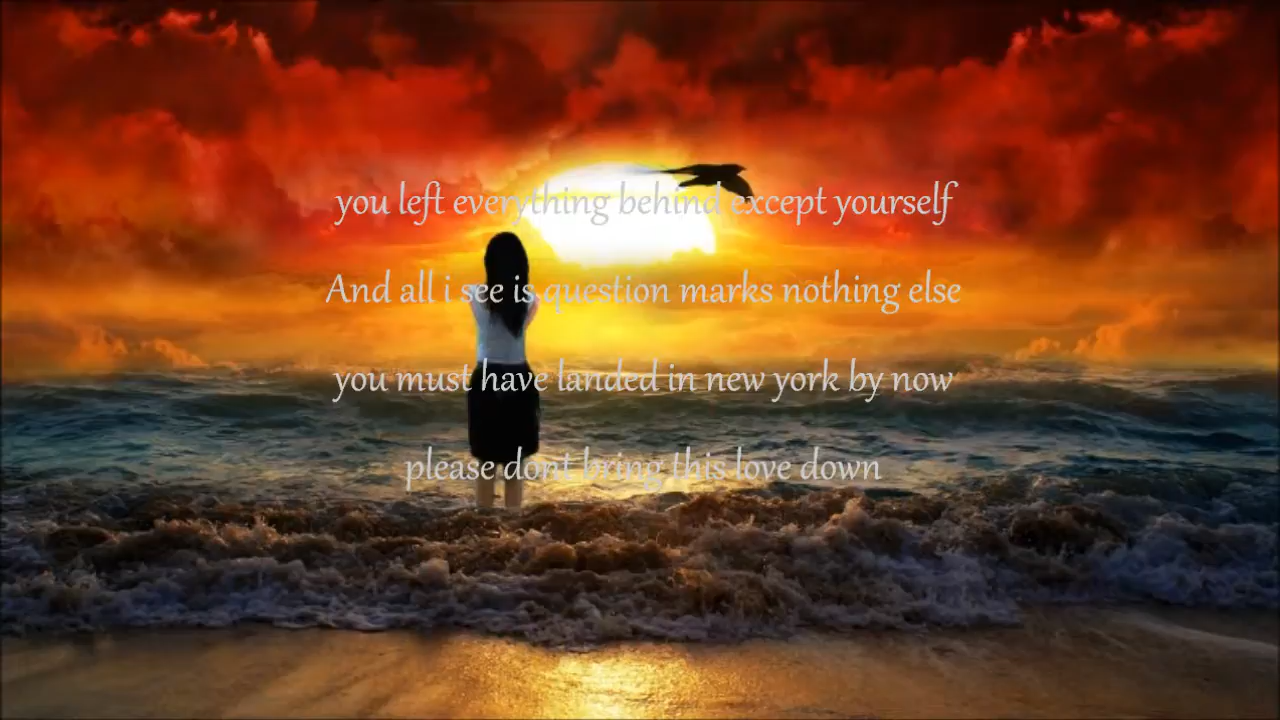 you left everything behind except yourself
And all i see is question marks nothing else
you must have landed in new york by now
please dont bring this love down